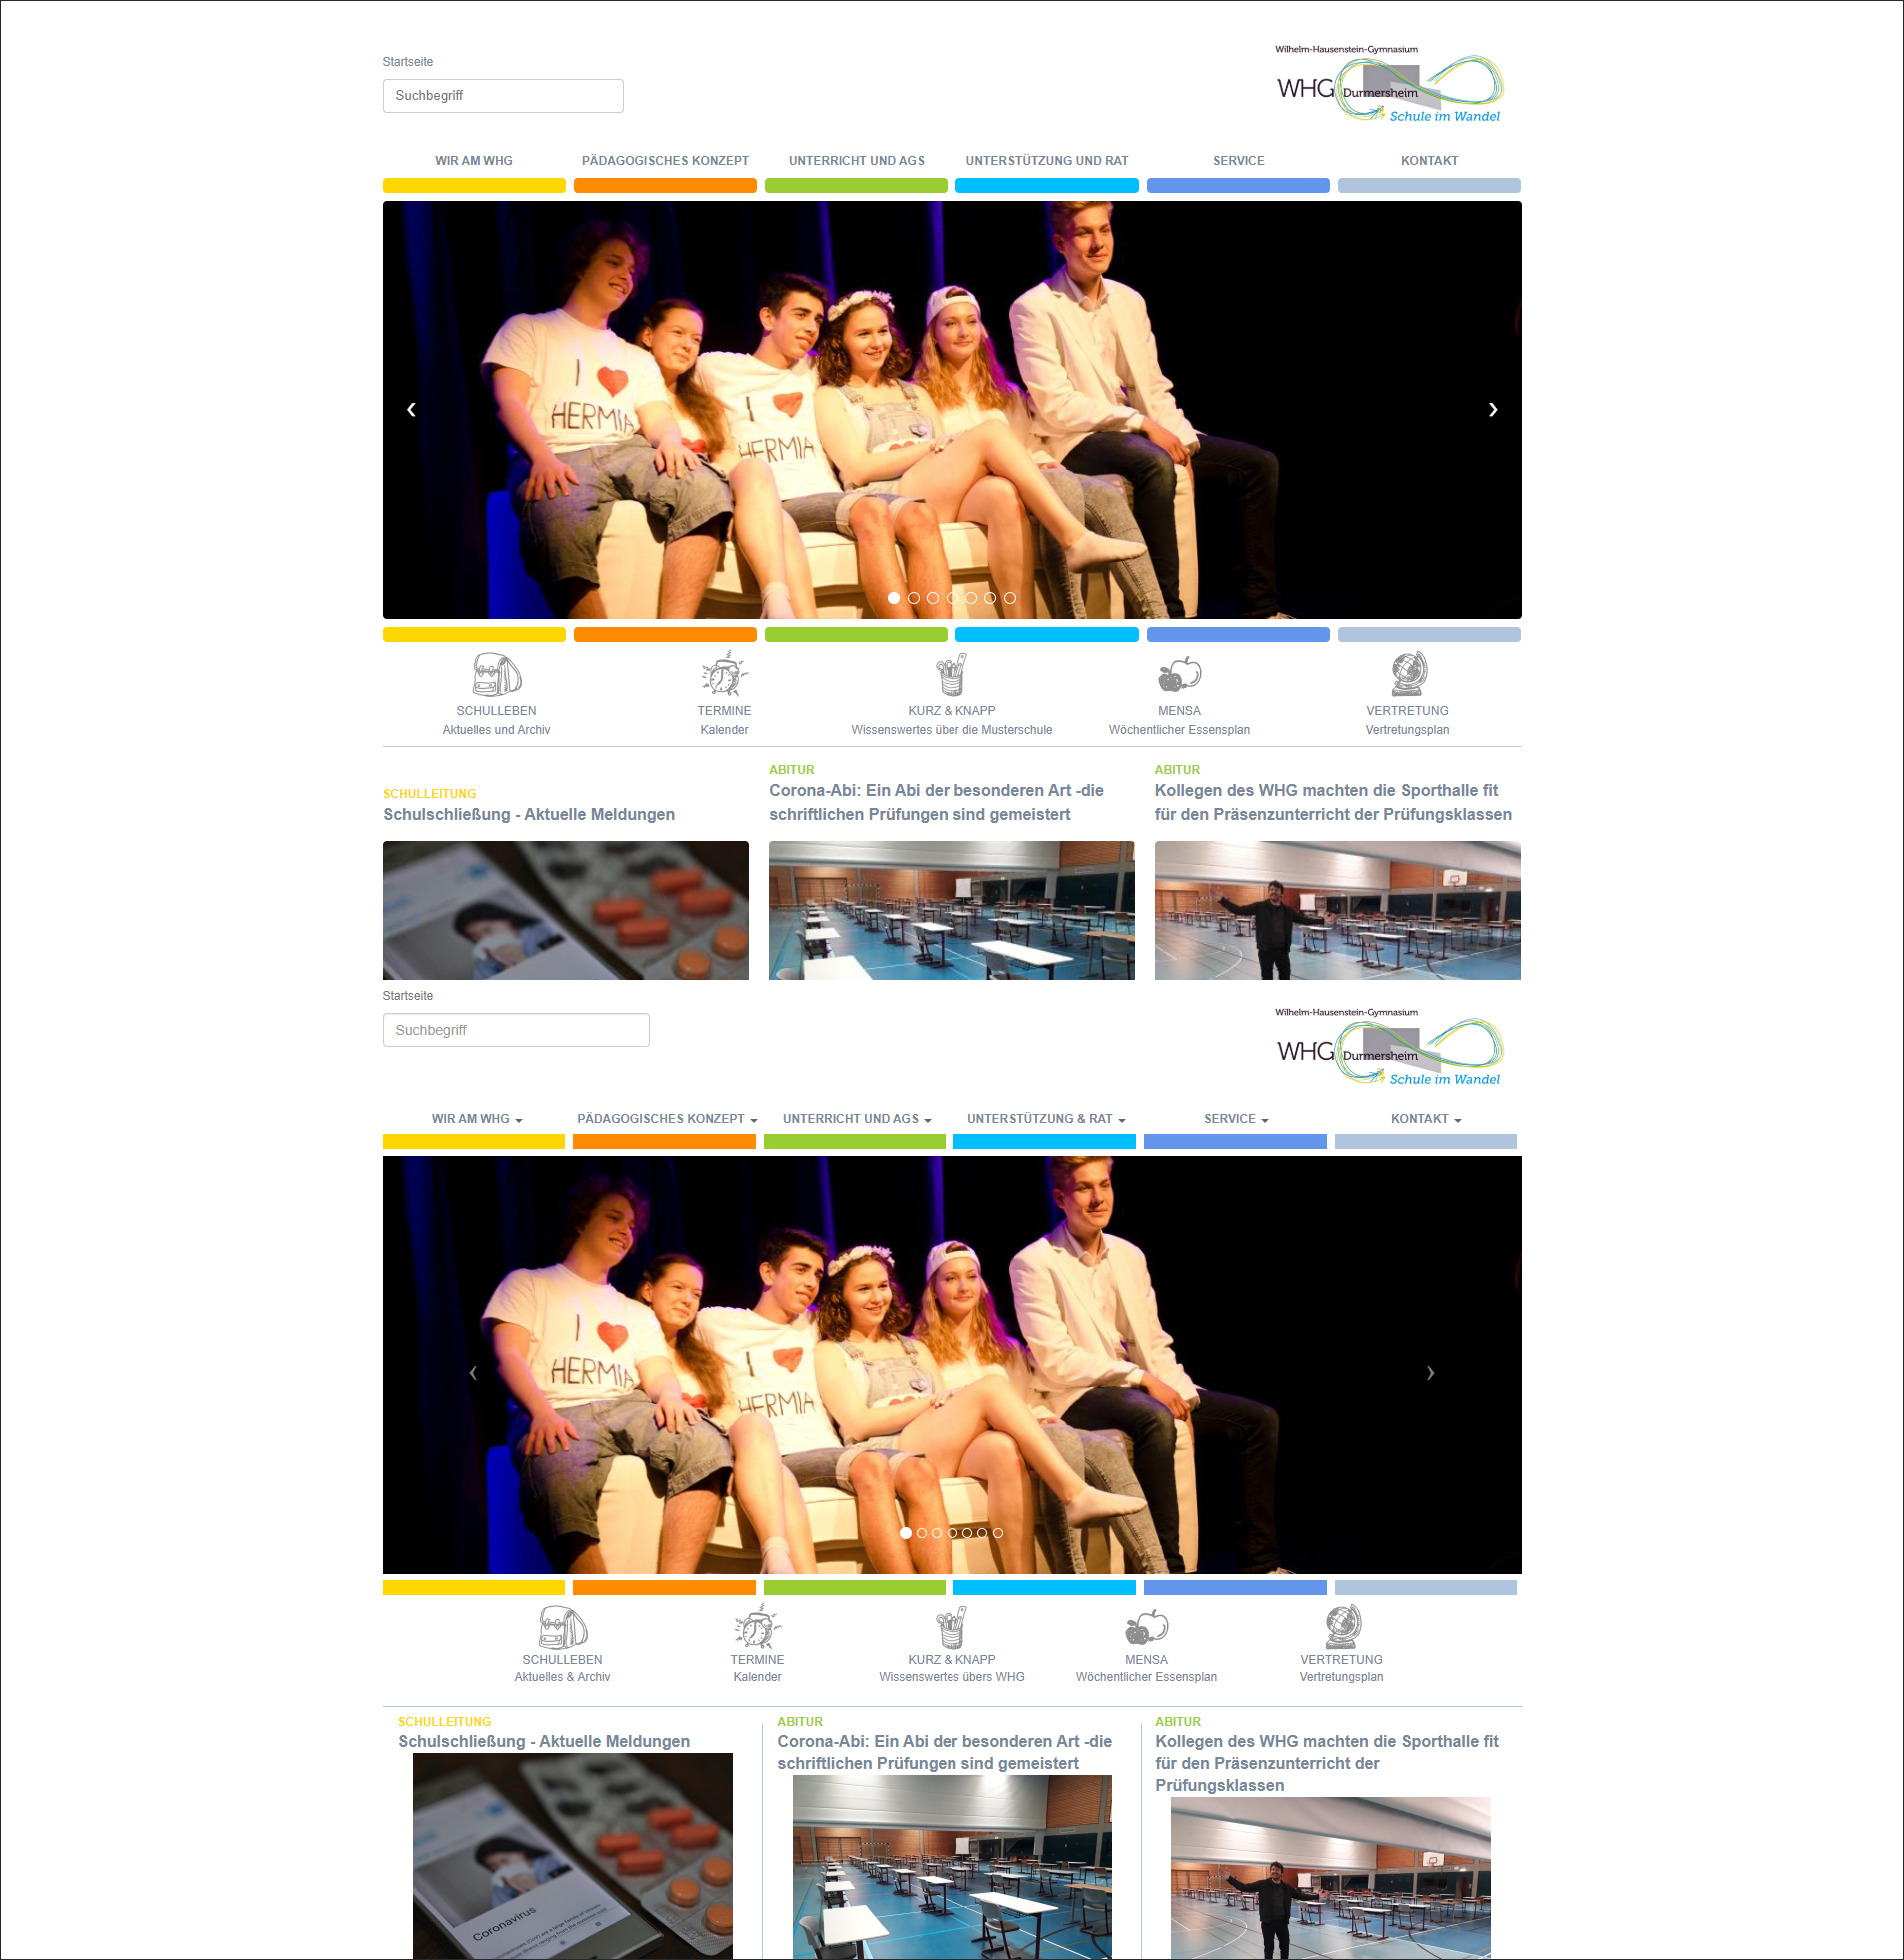 Startseite
Suchbegriff
Wilhelm-Hausenstein-Gymnasium
WHG Durmersheim
Schule im Wandel
WIR AM WHG PÄDAGOGISCHES KONZEPT UNTERRICHT UND AGS UNTERSTÜTZUNG UND RAT SERVICE KONTAKT
I
HERMIA
I
HERMIA
SCHULLEBEN TERMINE KURZ & KNAPP MENSA VERTRETUNG
Aktuelles und Archiv Kalender Wissenswertes über die Musterschule Wöchentlicher Essensplan Vertretungsplan
SCHULLEITUNG
Schulschließung - Aktuelle Meldungen
ABITUR
Corona-Abi: Ein Abi der besonderen Art -die
schriftlichen Prüfungen sind gemeistert
ABITUR
Kollegen des WHG machten die Sporthalle fit
für den Präsenzunterricht der Prüfungsklassen
Startseite
Suchbegriff
Wilhelm-Hausenstein-Gymnasium
WHG Durmersheim
Schule im Wandel
WIR AM WHG PÄDAGOGISCHES KONZEPT UNTERRICHT UND AGS UNTERSTÜTZUNG & RAT SERVICE KONTAKT
I
HERMIA
I
HERMIA
SCHULLEBEN TERMINE KURZ & KNAPP MENSA VERTRETUNG
Aktuelles & Archiv Kalender Wissenswertes übers WHG Wöchentlicher Essensplan Vertretungsplan
SCHULLEITUNG
Schulschließung - Aktuelle Meldungen
Coronavirus
ABITUR
Corona-Abi: Ein Abi der besonderen Art -die
schriftlichen Prüfungen sind gemeistert
ABITUR
Kollegen des WHG machten die Sporthalle fit
für den Präsenzunterricht der
Prüfungsklassen